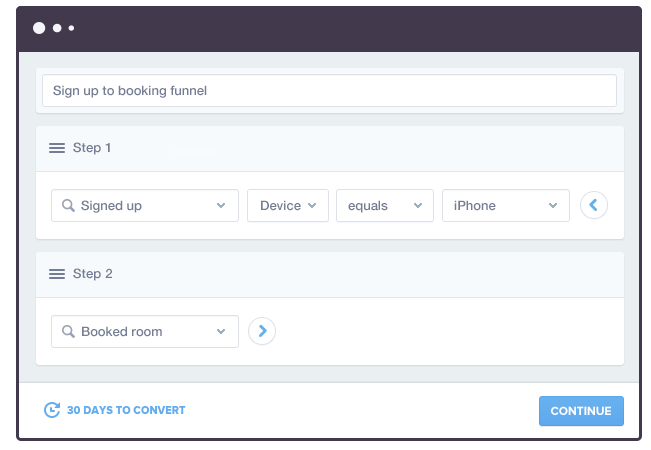 Sign up to booking funnel
Step 1
Signed up Device equals iPhone
Step 2
Booked room
30 DAYS TO CONVERT CONTINUE